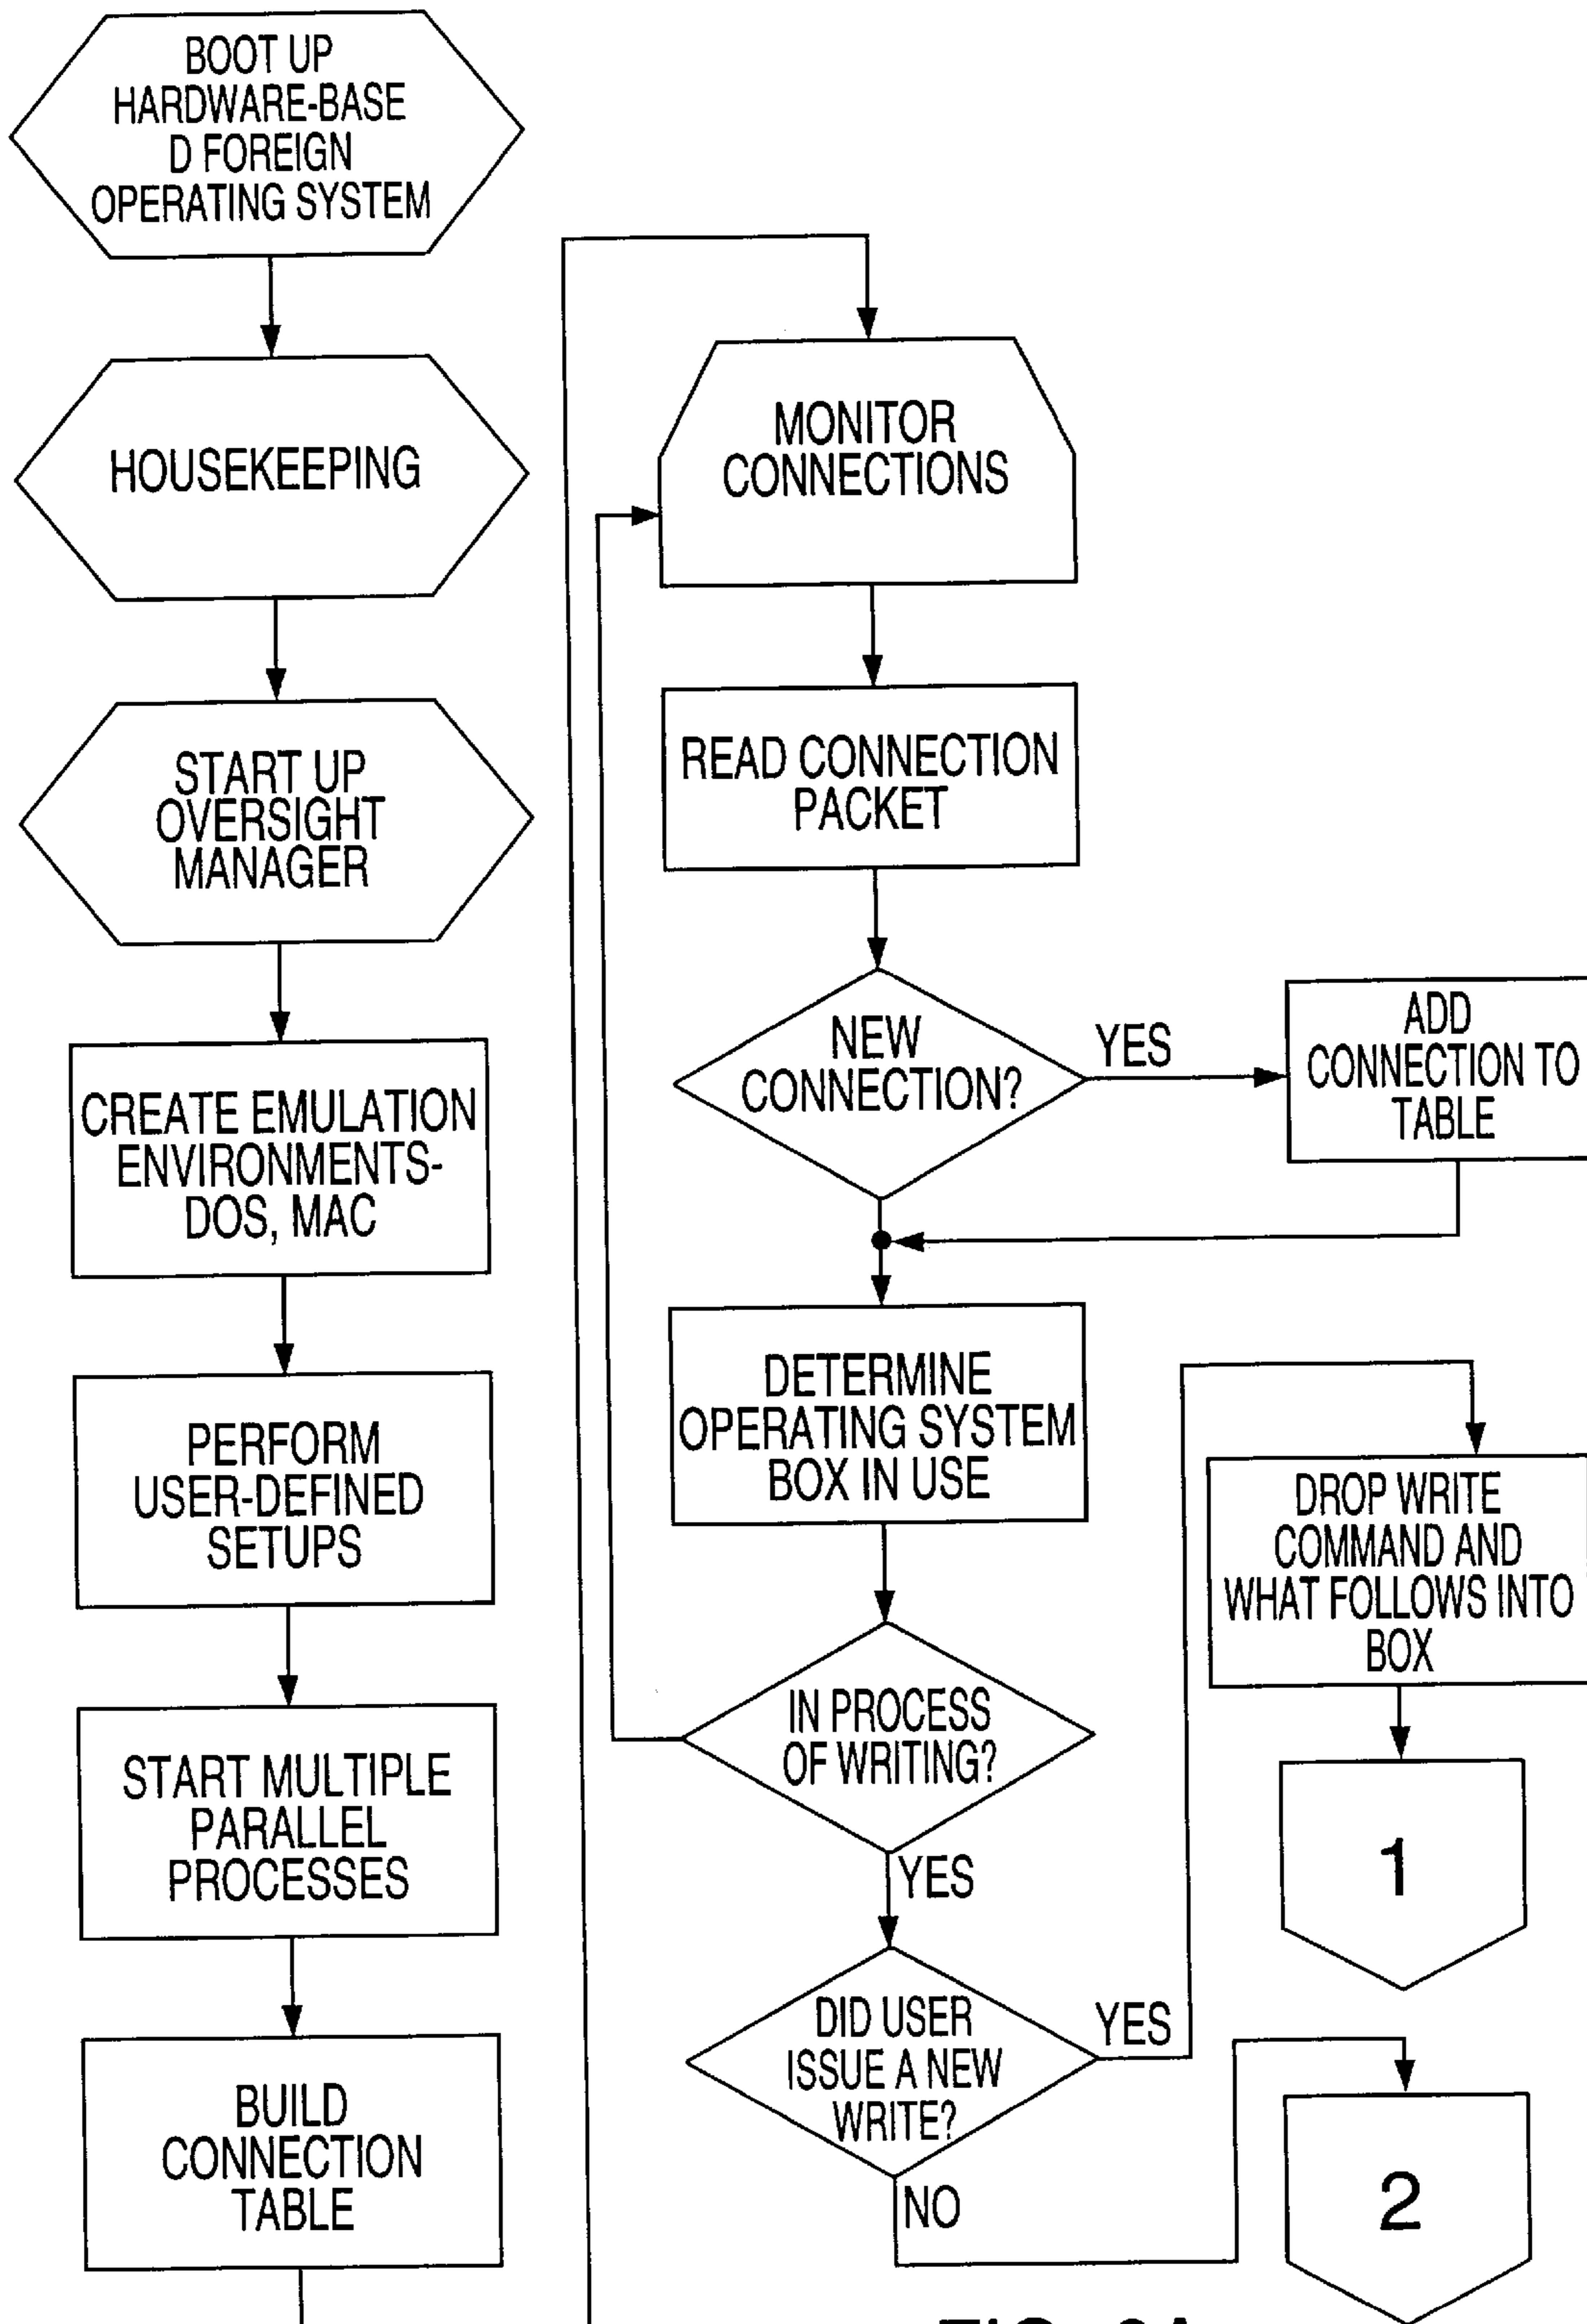 BOOT UP
HARDWARE-BASE
D FOREIGN
OPERATING SYSTEM
HOUSEKEEPING
START UP
OVERSIGHT
MANAGER
CREATE EMULATION
ENVIRONMENTS-
DOS, MAC
PERFORM
USER-DEFINED
SETUPS
START MULTIPLE
PARALLEL
PROCESSES
BUILD
CONNECTION
TABLE
MONITOR
CONNECTIONS
READ CONNECTION
PACKET
NEW
CONNECTION?
YES
ADD
CONNECTION TO
TABLE
DETERMINE
OPERATING SYSTEM
BOX IN USE
IN PROCESS
OF WRITING?
YES
DID USER
ISSUE A NEW
WRITE?
YES
NO
DROP WRITE
COMMAND AND
WHAT FOLLOWS INTO
BOX
1
2